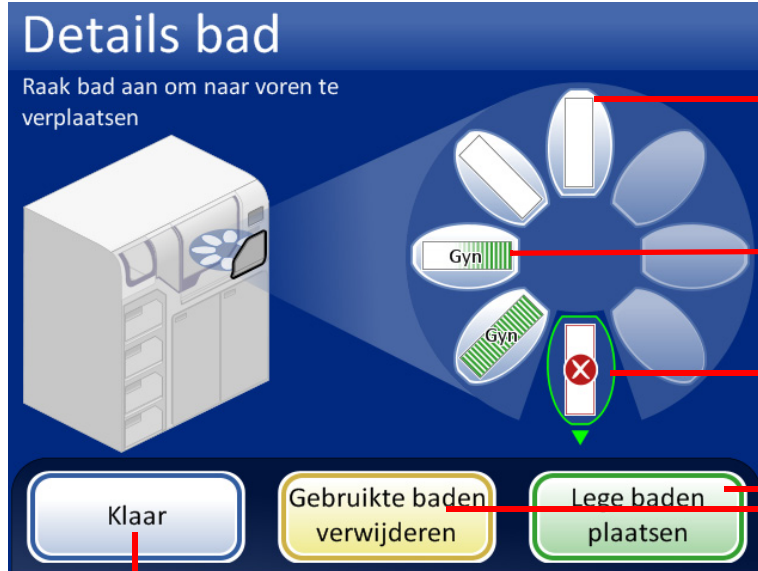 Details bad
Raak bad aan om naar voren te
verplaatsen
Gyn
Gyn
Klaar
Gebruikte baden
verwijderen
Lege baden
plaatsen